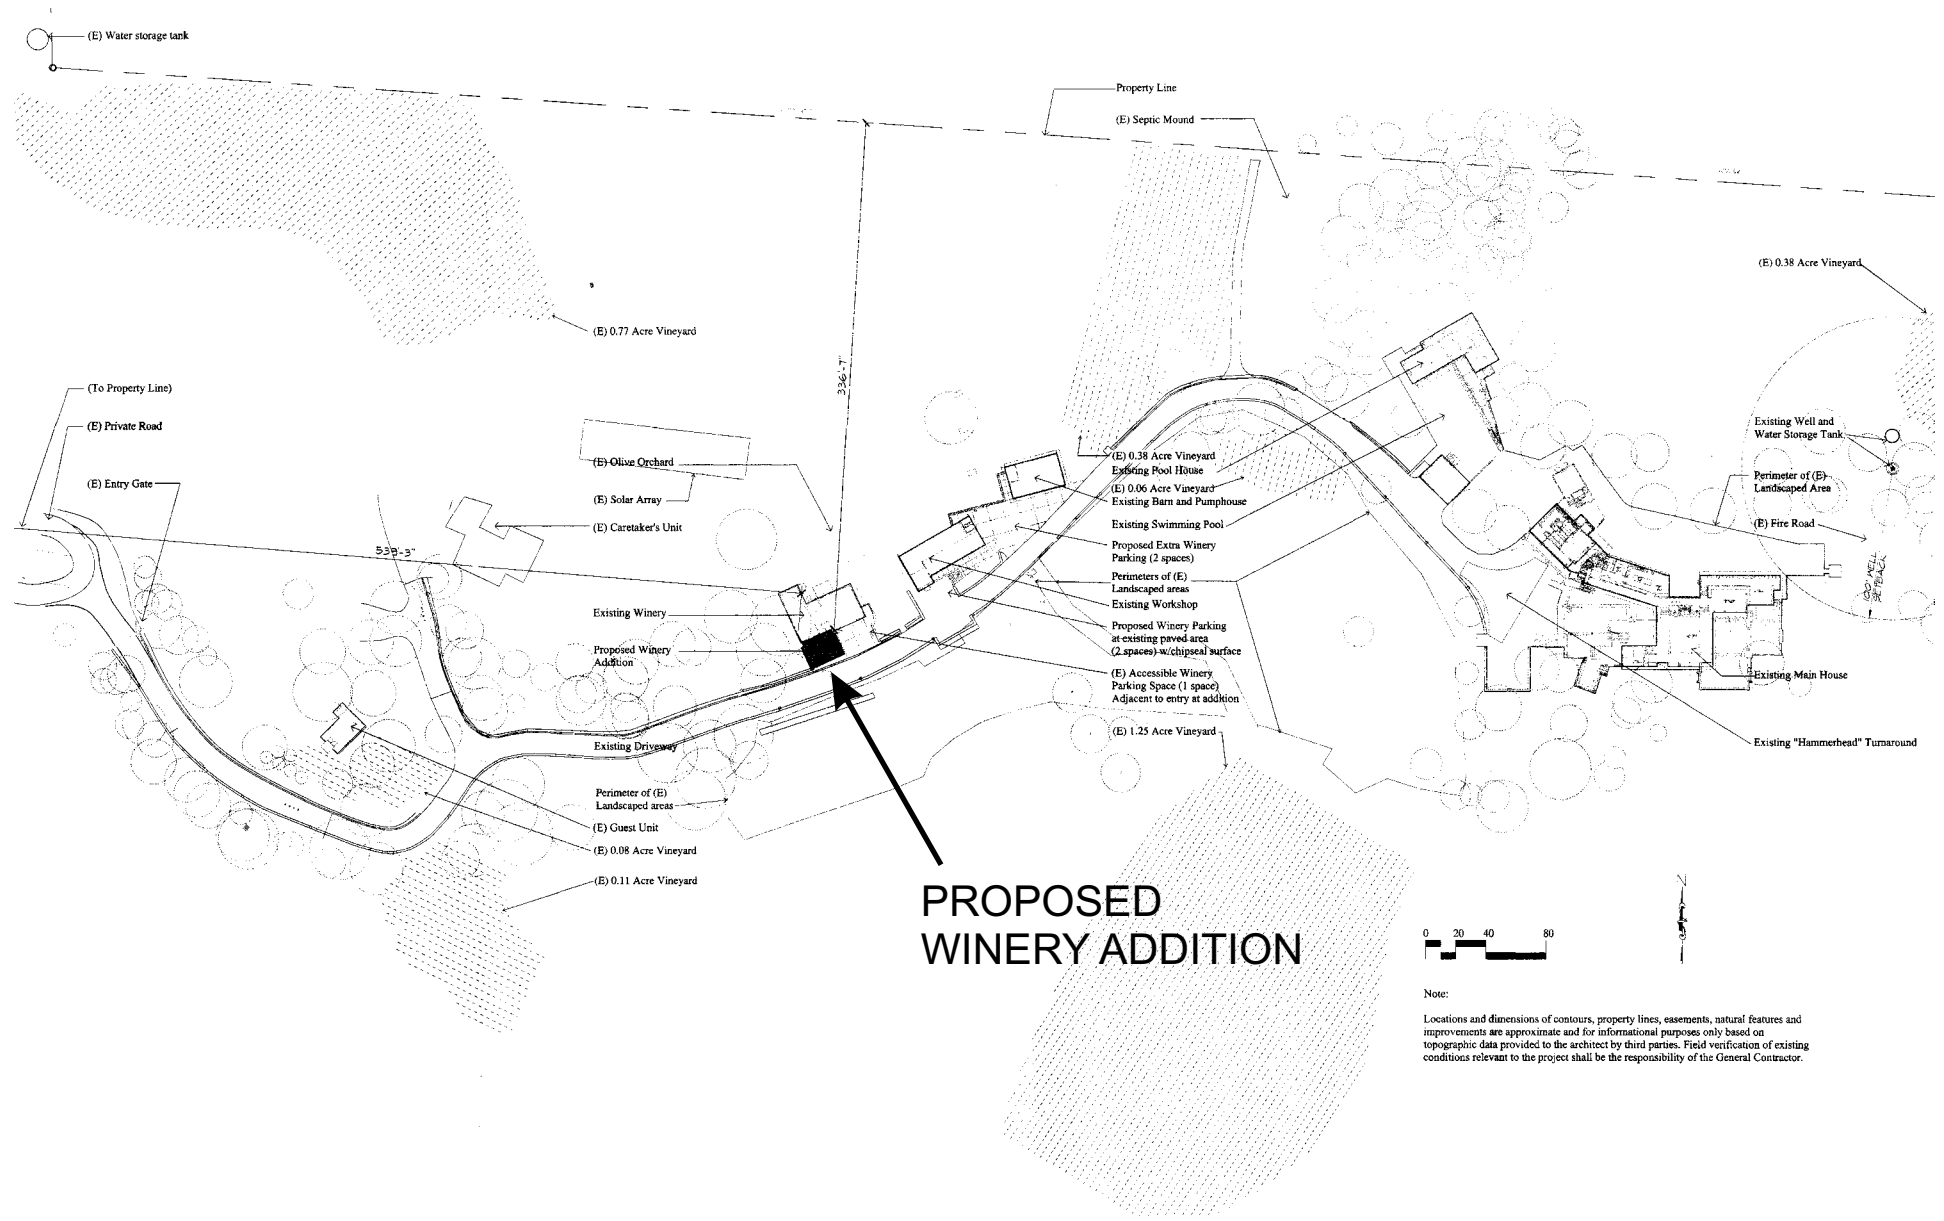 (E) Water storage tank
Property Line
(E) Septic Mound
(E) 0.38 Acre Vineyard
(E) 0.77 Acre Vineyard
336'-7"
(To Property Line)
(E) Private Road
(E) Entry Gate
(E) Olive Orchard
(E) Solar Array
(E) Caretaker's Unit
533'-3"
Existing Winery
Proposed Winery
Addition
Existing Driveway
Perimeter of (E)
Landscaped areas
(E) Guest Unit
(E) 0.08 Acre Vineyard
(E) 0.11 Acre Vineyard
(E) 0.38 Acre Vineyard
Existing Pool House
(E) 0.06 Acre Vineyard
Existing Barn and Pumphouse
Existing Swimming Pool
Proposed Extra Winery
Parking (2 spaces)
Perimeters of (E)
Landscaped areas
Existing Workshop
Proposed Winery Parking
at existing paved area
(2 spaces) w/chipseal surface
(E) Accessible Winery
Parking Space (1 space)
Adjacent to entry at addition
(E) 1.25 Acre Vineyard
Existing Well and
Water Storage Tank
Perimeter of (E)
Landscaped Area
(E) Fire Road
100' WELL
SETBACK
Existing Main House
Existing "Hammerhead" Turnaround
PROPOSED
WINERY ADDITION
N
0 20 40 80
Note:
Locations and dimensions of contours, property lines, easements, natural features and
improvements are approximate and for informational purposes only based on
topographic data provided to the architect by third parties. Field verification of existing
conditions relevant to the project shall be the responsibility of the General Contractor.